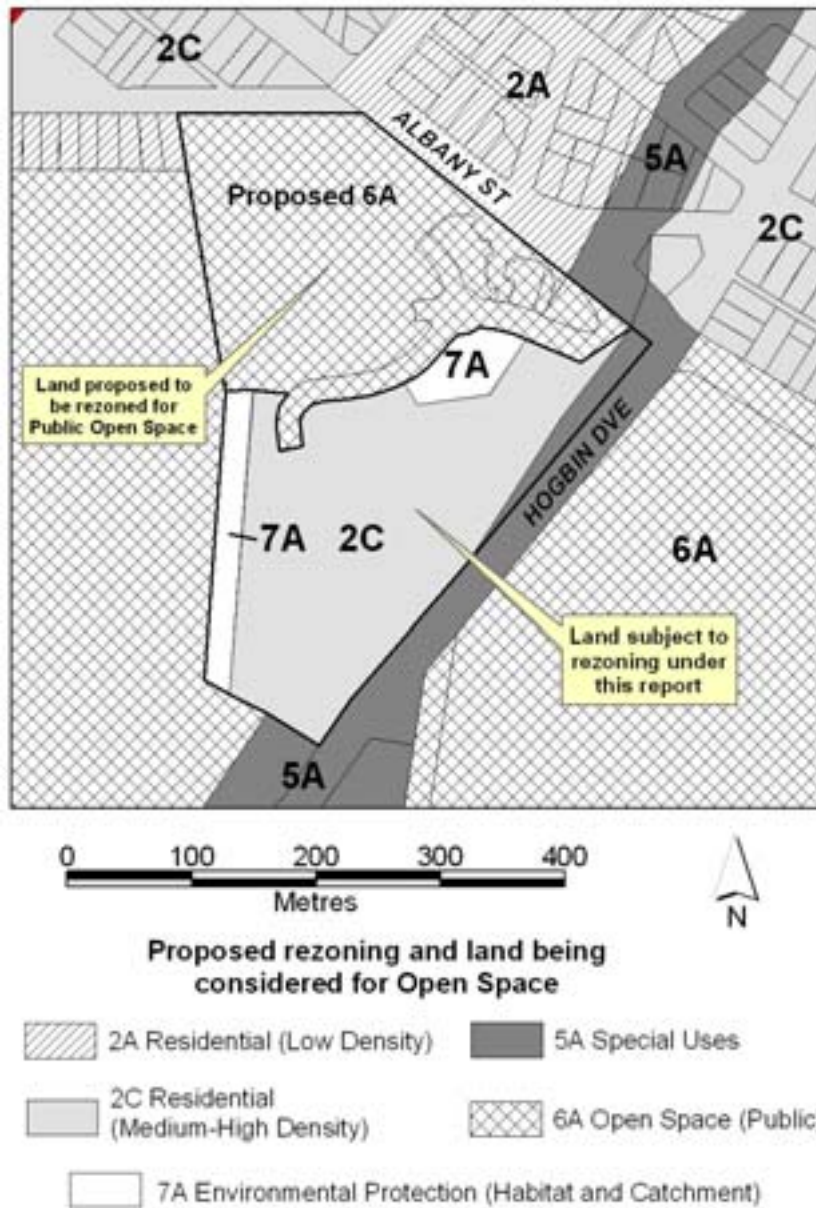 2C
2A
ALBANY ST
5A
Proposed 6A
2C
7A
Land proposed to
be rezoned for
Public Open Space
HOGBIN DVE
7A
2C
6A
Land subject to
rezoning under
this report
5A
0 100 200 300 400
Metres
N
Proposed rezoning and land being
considered for Open Space
2A Residential (Low Density)
5A Special Uses
2C Residential
(Medium-High Density)
6A Open Space (Public
7A Environmental Protection (Habitat and Catchment)